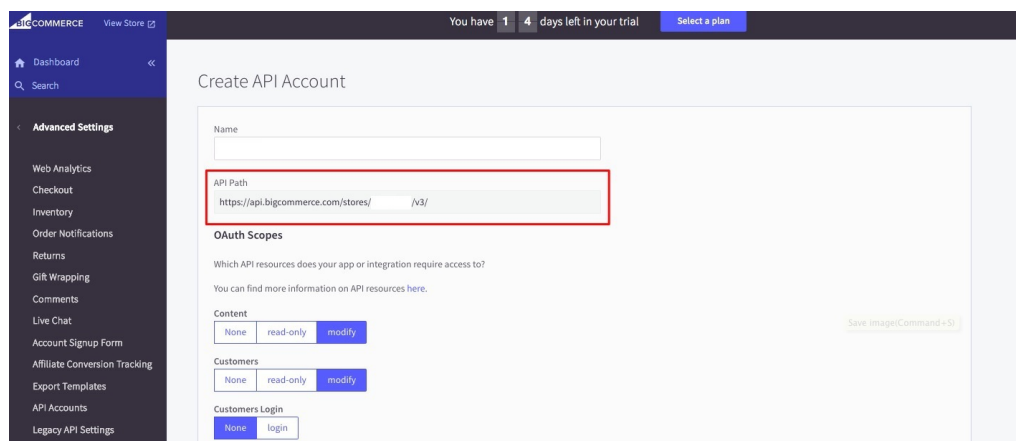 BIGCOMMERCE View Store
You have 1 4 days left in your trial Select a plan
Dashboard
Search
Advanced Settings
Web Analytics
Checkout
Inventory
Order Notifications
Returns
Gift Wrapping
Comments
Live Chat
Account Signup Form
Affiliate Conversion Tracking
Export Templates
API Accounts
Legacy API Settings
Create API Account
Name
API Path
https://api.bigcommerce.com/stores/ /v3/
OAuth Scopes
Which API resources does your app or integration require access to?
You can find more information on API resources here.
Content
None read-only modify
Customers
None read-only modify
Customers Login
None login
Save image(Command+S)